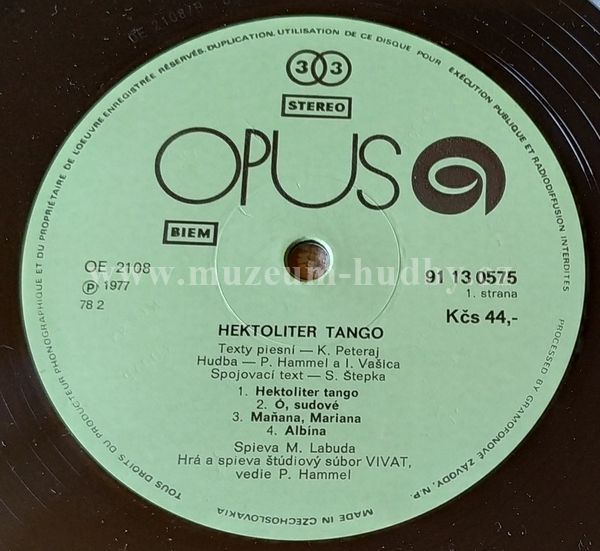 OE 2108 A
TOUS DROITS DU PRODUCTEUR PHONOGRAPHIQUE ET DU PROPRIÉTAIRE DE L'OEUVRE ENREGISTRÉE RÉSERVÉS. DUPLICATION, UTILISATION DE CE DISQUE POUR EXÉCUTION PUBLIQUE ET RADIODIFFUSION INTERDITES
PROCESSED BY GRAMOFONOVÉ ZÁVODY, N.P.
33
STEREO
OPUS
BIEM
www.muzeum-hudby.
OE 2108
Ⓟ 1977
78 2
91 13 0575
1. strana
Kčs 44,-
HEKTOLITER TANGO
Texty piesní — K. Peteraj
Hudba — P. Hammel a I. Vašica
Spojovací text — S. Štepka
1. Hektoliter tango
2. Ó, sudové
3. Mañana, Mariana
4. Albína
Spieva M. Labuda
Hrá a spieva štúdiový súbor VIVAT,
vedie P. Hammel
MADE IN CZECHOSLOVAKIA